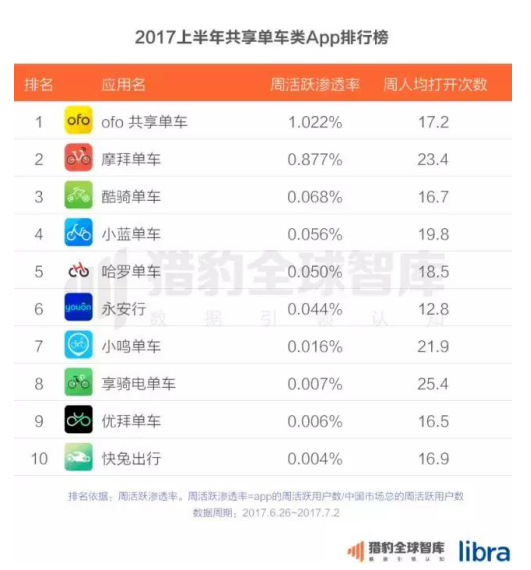 2017上半年共享单车类App排行榜
排名 应用名 周活跃渗透率 周人均打开次数
1 ofo ofo 共享单车 1.022% 17.2
2 摩拜单车 0.877% 23.4
3 酷骑单车 0.068% 16.7
4 小蓝单车 0.056% 19.8
5 哈罗单车 0.050% 18.5
6 youon 永安行 0.044% 12.8
7 小鸣单车 0.016% 21.9
8 享骑电单车 0.007% 25.4
9 优拜单车 0.006% 16.5
10 快兔出行 0.004% 16.9
猎豹全球智库
数据引领认知
排名依据：周活跃渗透率。周活跃渗透率=app的周活跃用户数/中国市场总的周活跃用户数
数据周期：2017.6.26~2017.7.2
猎豹全球智库 libra
数据引领认知